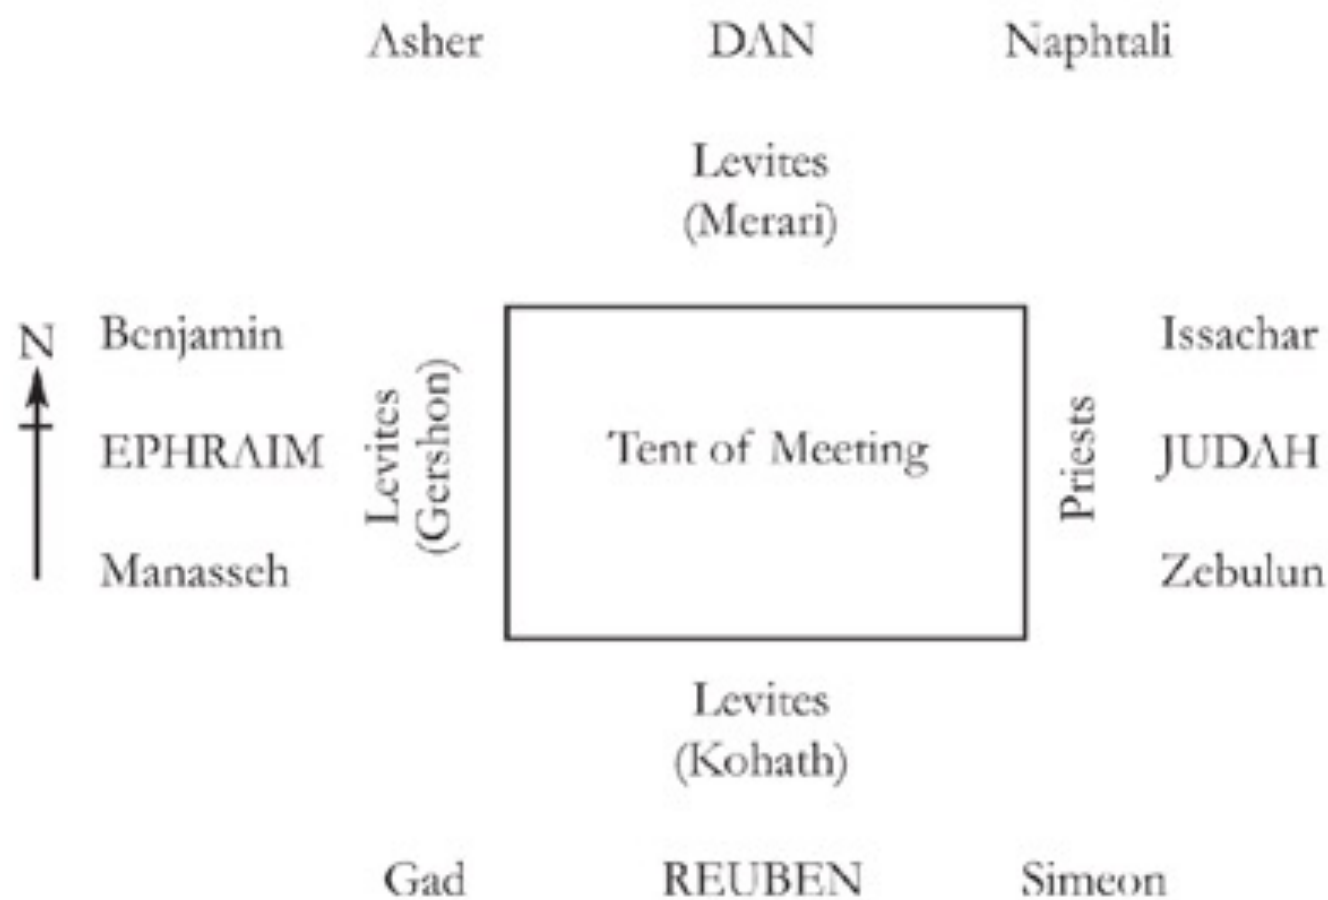 Asher DAN Naphtali
Levites
(Merari)
N
Benjamin
Issachar
Levites
(Gershon)
EPHRAIM
Tent of Meeting
Priests
JUDAH
Manasseh
Zebulun
Levites
(Kohath)
Gad REUBEN Simeon